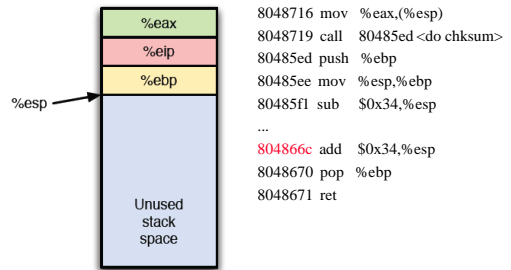 %eax
%eip
%ebp
%esp
Unused
stack
space
8048716 mov %eax,(%esp)
8048719 call 80485ed <do chksum>
80485ed push %ebp
80485ee mov %esp,%ebp
80485f1 sub $0x34,%esp
...
804866c add $0x34,%esp
8048670 pop %ebp
8048671 ret